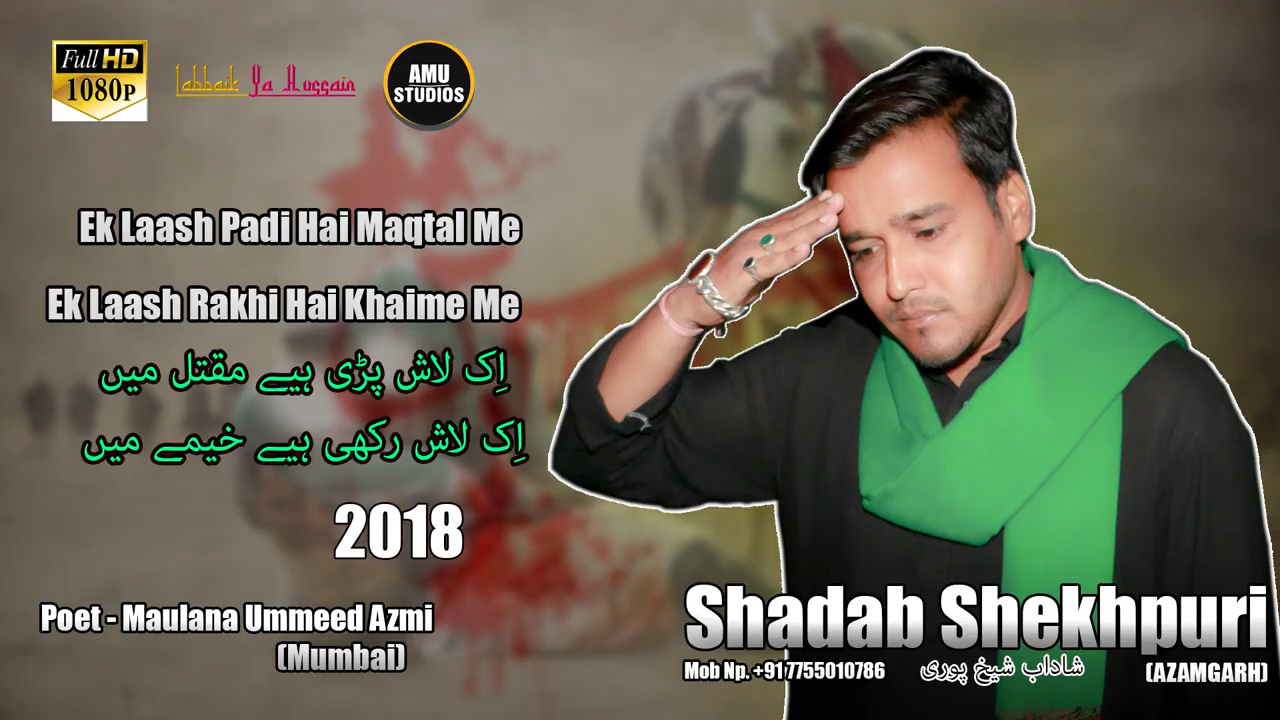 Full HD
1080P
Labbaik Ya Hussain
AMU
STUDIOS
Ek Laash Padi Hai Maqtal Me
Ek Laash Rakhi Hai Khaime Me
اِک لاش پڑی ہیے مقتل میں
اِک لاش رکھی ہیے خیمے میں
2018
Poet - Maulana Ummeed Azmi
(Mumbai)
Shadab Shekhpuri
Mob Np. +917755010786 شاداب شیخ پوری (AZAMGARH)